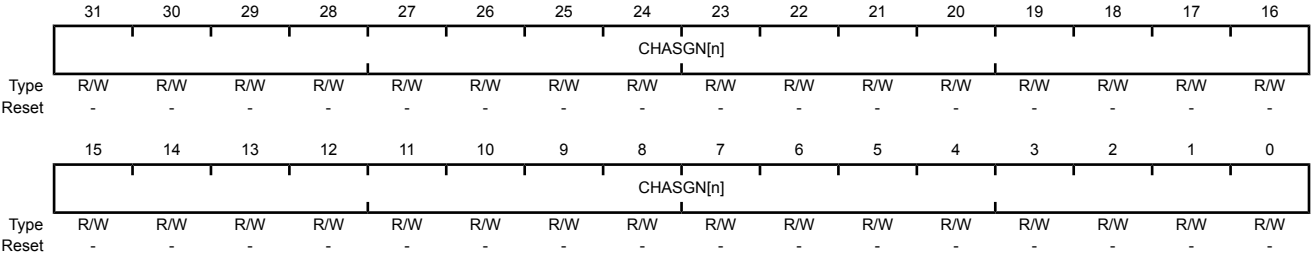 31 30 29 28 27 26 25 24 23 22 21 20 19 18 17 16
CHASGN[n]
Type R/W R/W R/W R/W R/W R/W R/W R/W R/W R/W R/W R/W R/W R/W R/W R/W
Reset - - - - - - - - - - - - - - - -
15 14 13 12 11 10 9 8 7 6 5 4 3 2 1 0
CHASGN[n]
Type R/W R/W R/W R/W R/W R/W R/W R/W R/W R/W R/W R/W R/W R/W R/W R/W
Reset - - - - - - - - - - - - - - - -